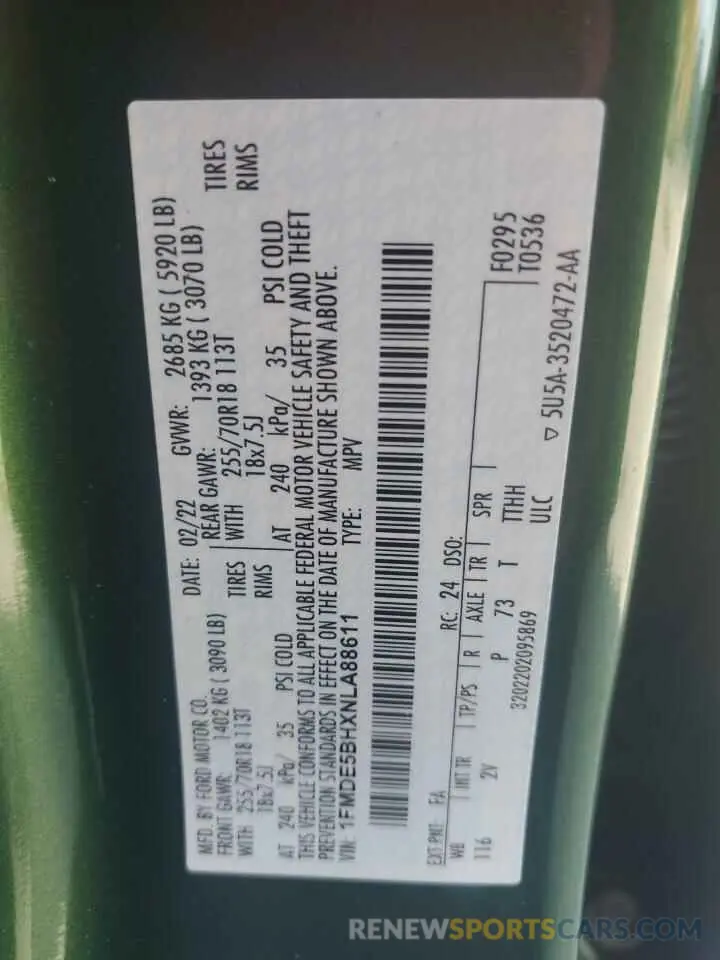 MFD. BY FORD MOTOR CO.
DATE: 02/22 GVWR: 2685 KG ( 5920 LB)
FRONT GAWR: 1402 KG ( 3090 LB) REAR GAWR: 1393 KG ( 3070 LB)
WITH 255/70R18 113T TIRES WITH 255/70R18 113T TIRES
18x7.5J RIMS 18x7.5J RIMS
AT 240 kPa/ 35 PSI COLD AT 240 kPa/ 35 PSI COLD
THIS VEHICLE CONFORMS TO ALL APPLICABLE FEDERAL MOTOR VEHICLE SAFETY AND THEFT
PREVENTION STANDARDS IN EFFECT ON THE DATE OF MANUFACTURE SHOWN ABOVE.
VIN: 1FMDE5BHXNLA88611 TYPE: MPV
EXT PNT: FA RC: 24 DSO:
WB INT TR TP/PS R AXLE TR SPR F0295
116 2V P 73 T TTHH T0536
3202202095869 ULC
▽ 5U5A-3520472-AA
RENEWSPORTSCARS.COM